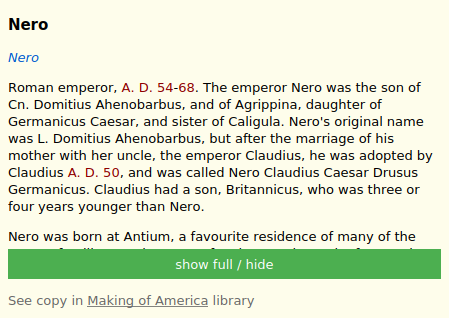 Nero
Nero
Roman emperor, A. D. 54-68. The emperor Nero was the son of
Cn. Domitius Ahenobarbus, and of Agrippina, daughter of
Germanicus Caesar, and sister of Caligula. Nero's original name
was L. Domitius Ahenobarbus, but after the marriage of his
mother with her uncle, the emperor Claudius, he was adopted by
Claudius A. D. 50, and was called Nero Claudius Caesar Drusus
Germanicus. Claudius had a son, Britannicus, who was three or
four years younger than Nero.
Nero was born at Antium, a favourite residence of many of the
show full / hide
See copy in Making of America library